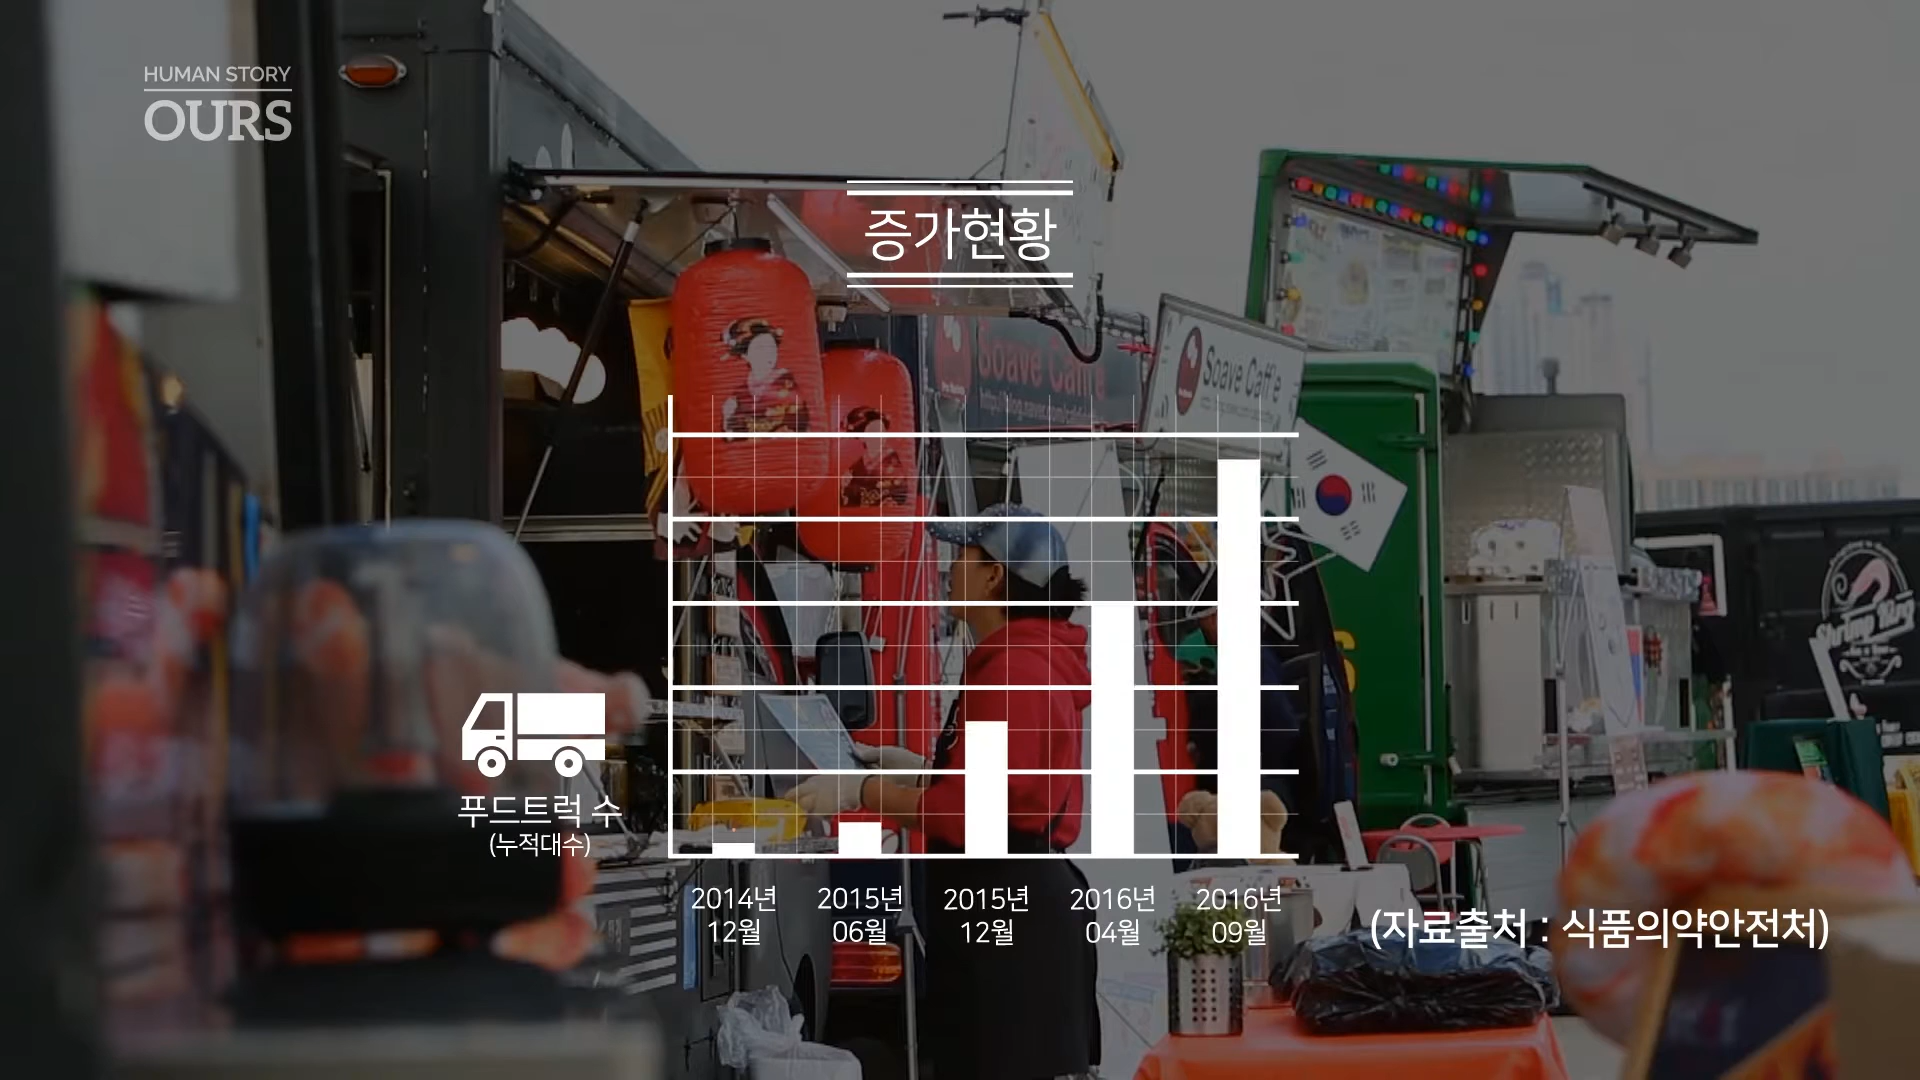 HUMAN STORY
OURS
증가현황
Soave Caff'e
Soave Caff'e
Shrimp King
푸드트럭 수
(누적대수)
2014년 12월
2015년 06월
2015년 12월
2016년 04월
2016년 09월
(자료출처 : 식품의약안전처)